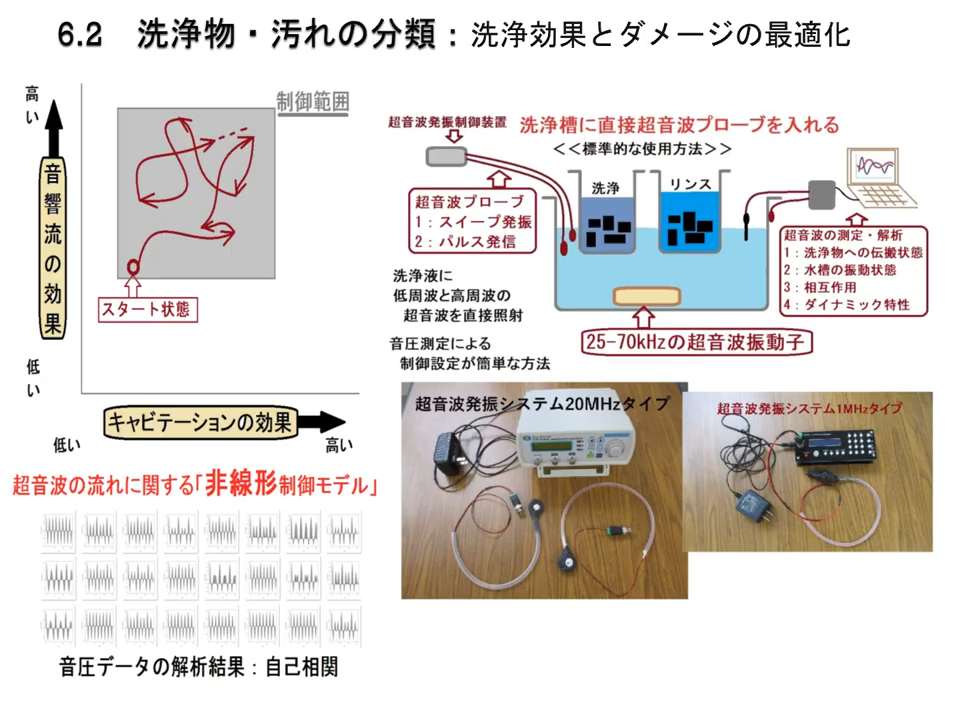 6.2 洗浄物・汚れの分類：洗浄効果とダメージの最適化
高い
音響流の効果
低い
制御範囲
スタート状態
キャビテーションの効果
低い
高い
超音波の流れに関する「非線形制御モデル」
音圧データの解析結果：自己相関
超音波発振制御装置
洗浄槽に直接超音波プローブを入れる
＜＜標準的な使用方法＞＞
超音波プローブ
1：スイープ発振
2：パルス発信
洗浄
リンス
超音波の測定・解析
1：洗浄物への伝搬状態
2：水槽の振動状態
3：相互作用
4：ダイナミック特性
洗浄液に
低周波と高周波の
超音波を直接照射
音圧測定による
制御設定が簡単な方法
25-70kHzの超音波振動子
超音波発振システム20MHzタイプ
超音波発振システム1MHzタイプ